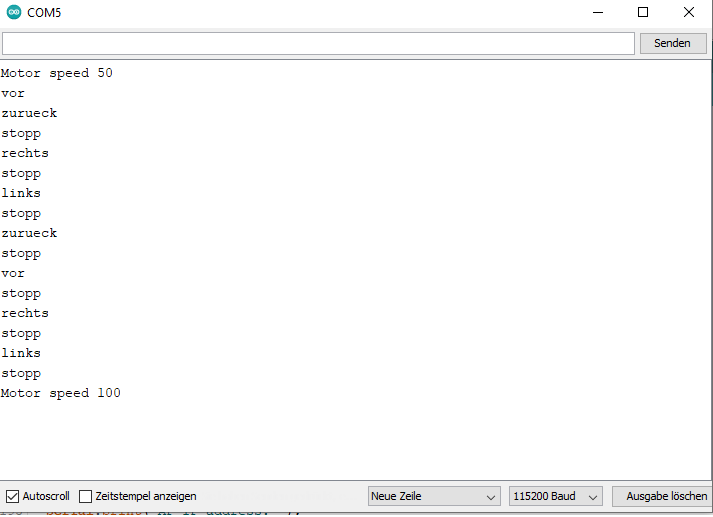 COM5
Senden
Motor speed 50
vor
zurueck
stopp
rechts
stopp
links
stopp
zurueck
stopp
vor
stopp
rechts
stopp
links
stopp
Motor speed 100
Autoscroll Zeitstempel anzeigen Neue Zeile 115200 Baud Ausgabe löschen